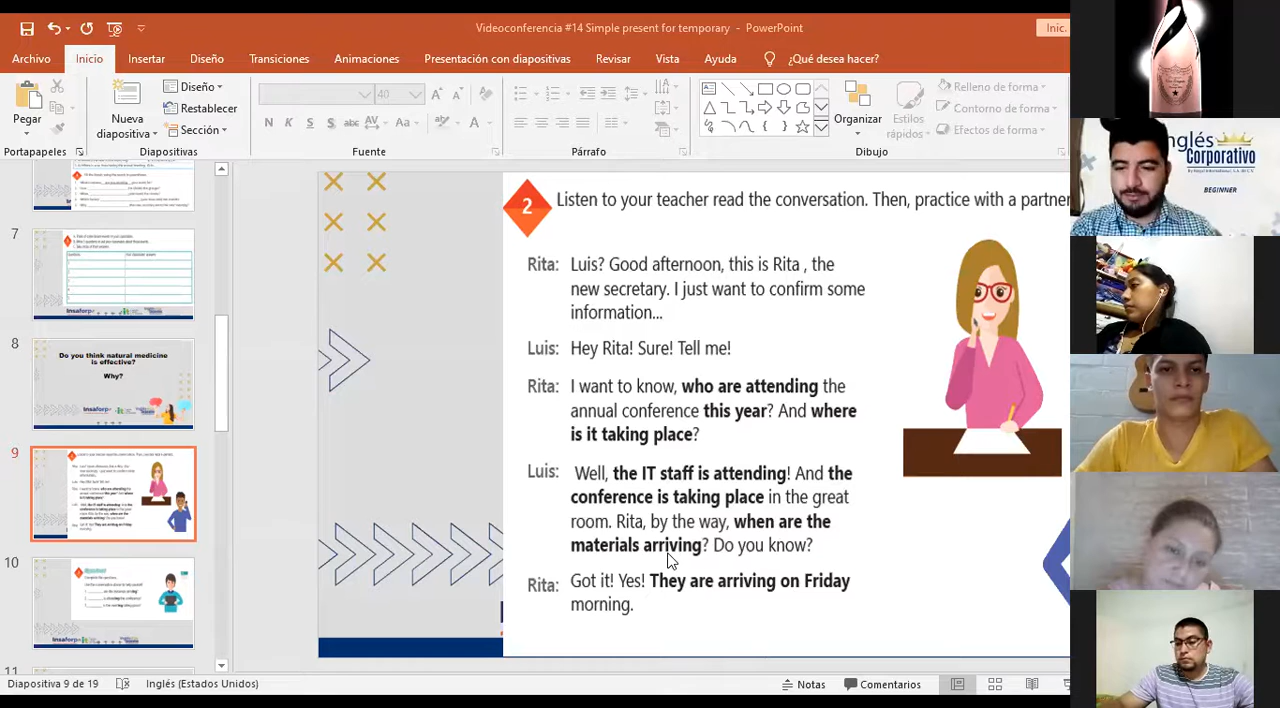 Videoconferencia #14 Simple present for temporary - PowerPoint
Inic.
Archivo Inicio Insertar Diseño Transiciones Animaciones Presentación con diapositivas Revisar Vista Ayuda ¿Qué desea hacer?
Pegar
Nueva diapositiva
Diseño
Restablecer
Sección
40
N K S S abc AV Aa A
Organizar
Estilos rápidos
Relleno de forma
Contorno de forma
Efectos de forma
Portapapeles Diapositivas Fuente Párrafo Dibujo
7
8
Do you think natural medicine
is effective?
Why?
Insaforp
9
10
Insaforp
11
2
Listen to your teacher read the conversation. Then, practice with a partner
Rita: Luis? Good afternoon, this is Rita , the
new secretary. I just want to confirm some
information...
Luis: Hey Rita! Sure! Tell me!
Rita: I want to know, who are attending the
annual conference this year? And where
is it taking place?
Luis: Well, the IT staff is attending and the
conference is taking place in the great
room. Rita, by the way, when are the
materials arriving? Do you know?
Rita: Got it! Yes! They are arriving on Friday
morning.
Inglés
Corporativo
BEGINNER
Diapositiva 9 de 19 Inglés (Estados Unidos) Notas Comentarios